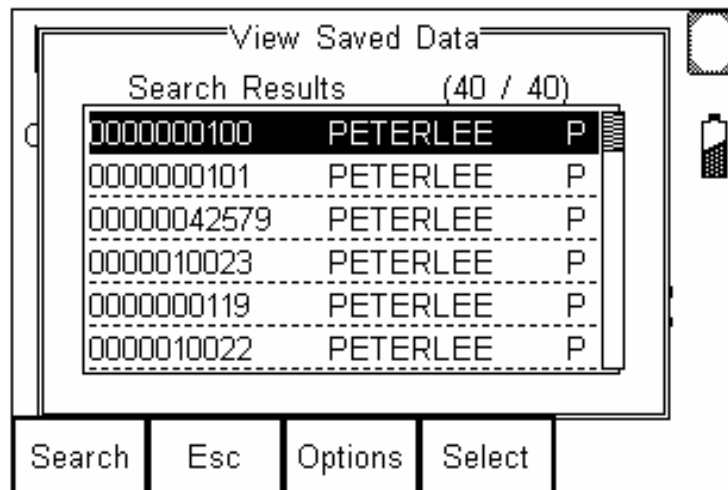 View Saved Data
Search Results (40 / 40)
0000000100 PETERLEE P
0000000101 PETERLEE P
00000042579 PETERLEE P
0000010023 PETERLEE P
0000000119 PETERLEE P
0000010022 PETERLEE P
Search Esc Options Select